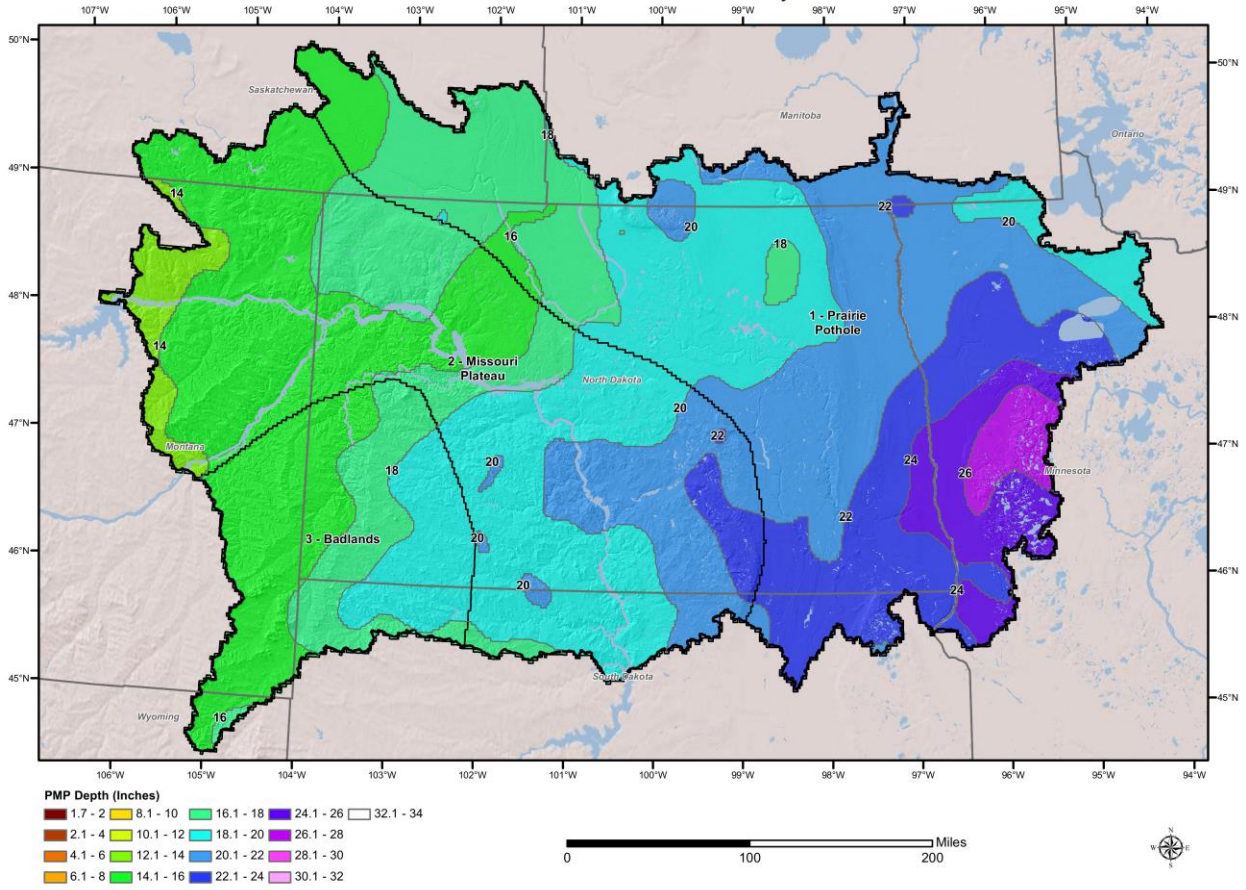 107°W 106°W 105°W 104°W 103°W 102°W 101°W 100°W 99°W 98°W 97°W 96°W 95°W 94°W
50°N 50°N
Saskatchewan
Manitoba
Ontario
18
49°N 49°N
14
22
20
20
16
18
48°N 48°N
1 - Prairie
Pothole
14
2 - Missouri
Plateau
North Dakota
20
47°N 47°N
22
Montana
20
24
18
26
Minnesota
22
20
3 - Badlands
46°N 46°N
20
24
45°N 45°N
South Dakota
Wyoming
16
106°W 105°W 104°W 103°W 102°W 101°W 100°W 99°W 98°W 97°W 96°W 95°W 94°W
PMP Depth (Inches)
1.7 - 2 8.1 - 10 16.1 - 18 24.1 - 26 32.1 - 34
2.1 - 4 10.1 - 12 18.1 - 20 26.1 - 28
4.1 - 6 12.1 - 14 20.1 - 22 28.1 - 30
6.1 - 8 14.1 - 16 22.1 - 24 30.1 - 32
Miles
0 100 200
N
W E
S